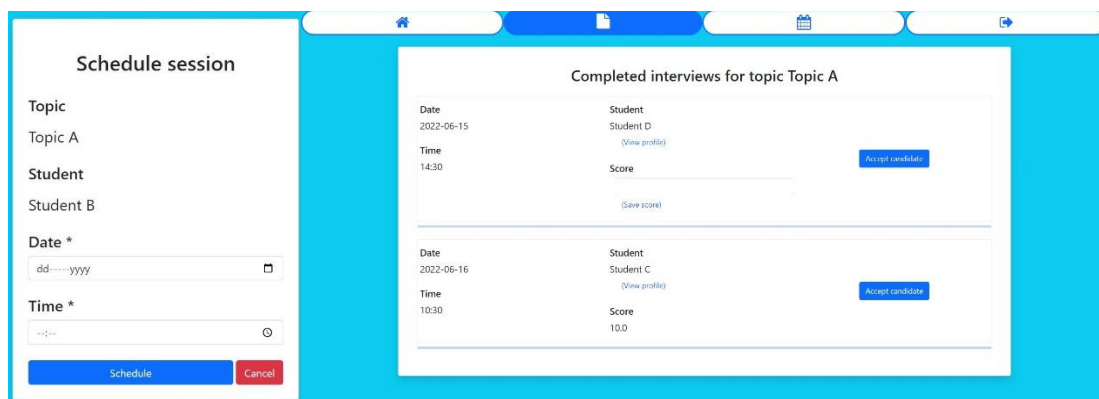 Schedule session
Topic
Topic A
Student
Student B
Date *
dd-----yyyy
Time *
--:--
Schedule
Cancel
Completed interviews for topic Topic A
Date
2022-06-15
Time
14:30
Student
Student D
(View profile)
Score
(Save score)
Accept candidate
Date
2022-06-16
Time
10:30
Student
Student C
(View profile)
Score
10.0
Accept candidate